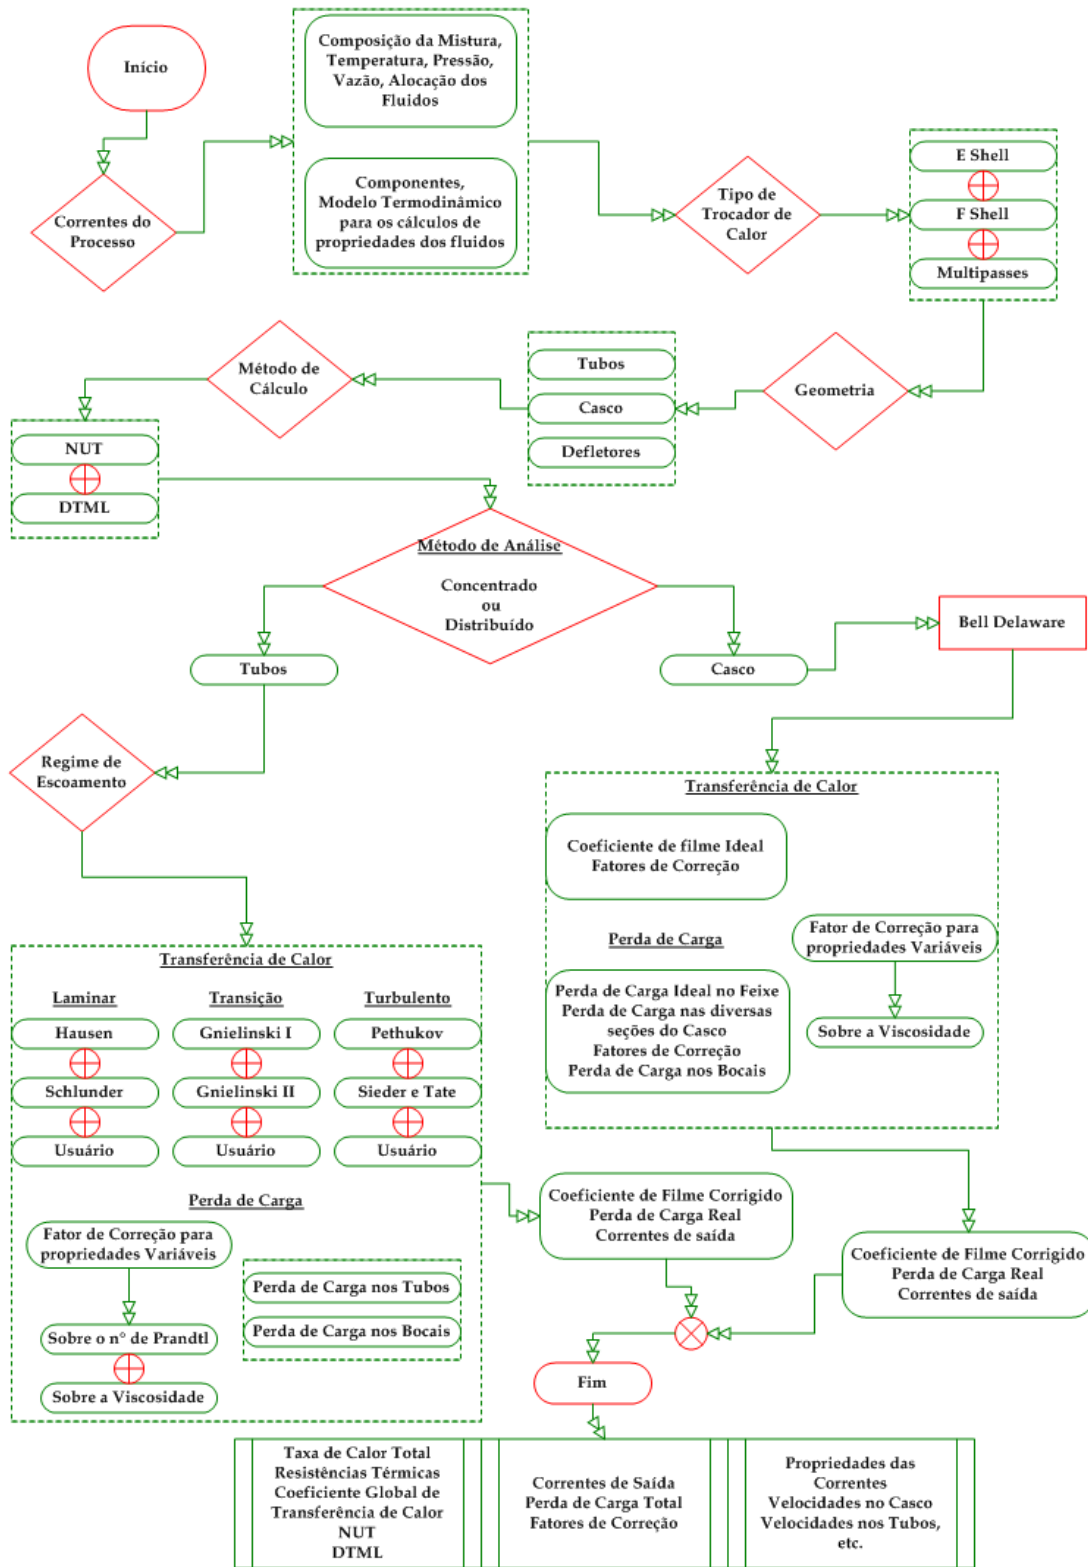 Início
Composição da Mistura,
Temperatura, Pressão,
Vazão, Alocação dos
Fluidos
Componentes,
Modelo Termodinâmico
para os cálculos de
propriedades dos fluidos
Correntes do
Processo
Tipo de
Trocador de
Calor
E Shell
F Shell
Multipasses
Geometria
Tubos
Casco
Defletores
Método de
Cálculo
NUT
DTML
Método de Análise
Concentrado
ou
Distribuído
Tubos
Casco
Bell Delaware
Regime de
Escoamento
Transferência de Calor
Coeficiente de filme Ideal
Fatores de Correção
Perda de Carga
Perda de Carga Ideal no Feixe
Perda de Carga nas diversas
seções do Casco
Fatores de Correção
Perda de Carga nos Bocais
Fator de Correção para
propriedades Variáveis
Sobre a Viscosidade
Transferência de Calor
Laminar
Hausen
Schlunder
Usuário
Transição
Gnielinski I
Gnielinski II
Usuário
Turbulento
Pethukov
Sieder e Tate
Usuário
Perda de Carga
Fator de Correção para
propriedades Variáveis
Sobre o n° de Prandtl
Sobre a Viscosidade
Perda de Carga nos Tubos
Perda de Carga nos Bocais
Coeficiente de Filme Corrigido
Perda de Carga Real
Correntes de saída
Coeficiente de Filme Corrigido
Perda de Carga Real
Correntes de saída
Fim
Taxa de Calor Total
Resistências Térmicas
Coeficiente Global de
Transferência de Calor
NUT
DTML
Correntes de Saída
Perda de Carga Total
Fatores de Correção
Propriedades das
Correntes
Velocidades no Casco
Velocidades nos Tubos,
etc.